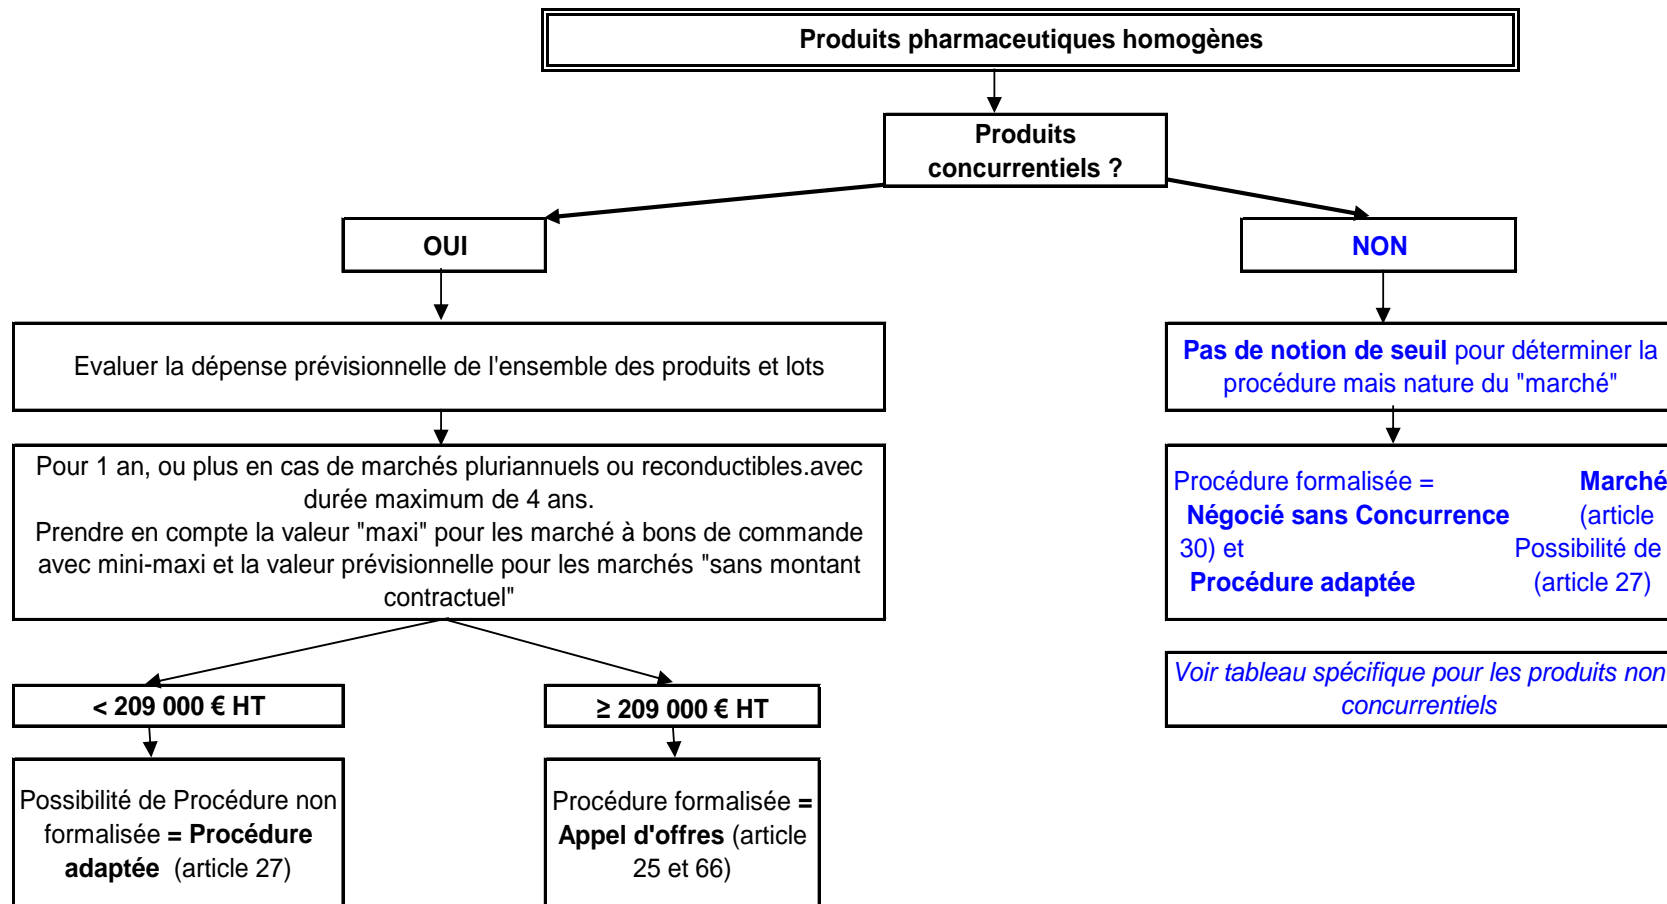 Produits pharmaceutiques homogènes
Produits
concurrentiels ?
OUI
NON
Evaluer la dépense prévisionnelle de l'ensemble des produits et lots
Pas de notion de seuil pour déterminer la
procédure mais nature du "marché"
Pour 1 an, ou plus en cas de marchés pluriannuels ou reconductibles.avec
durée maximum de 4 ans.
Prendre en compte la valeur "maxi" pour les marché à bons de commande
avec mini-maxi et la valeur prévisionnelle pour les marchés "sans montant
contractuel"
Procédure formalisée = Marché
Négocié sans Concurrence (article
30) et Possibilité de
Procédure adaptée (article 27)
Voir tableau spécifique pour les produits non
concurrentiels
< 209 000 € HT
≥ 209 000 € HT
Possibilité de Procédure non
formalisée = Procédure
adaptée (article 27)
Procédure formalisée =
Appel d'offres (article
25 et 66)